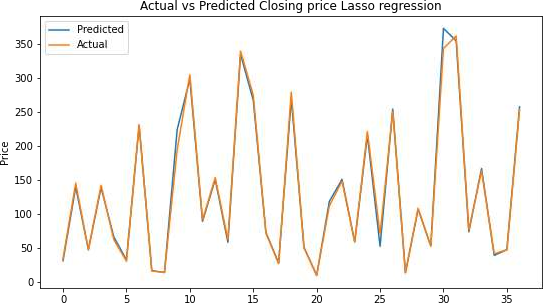 Actual vs Predicted Closing price Lasso regression
Predicted
Actual
Price
350
300
250
200
150
100
50
0
0 5 10 15 20 25 30 35